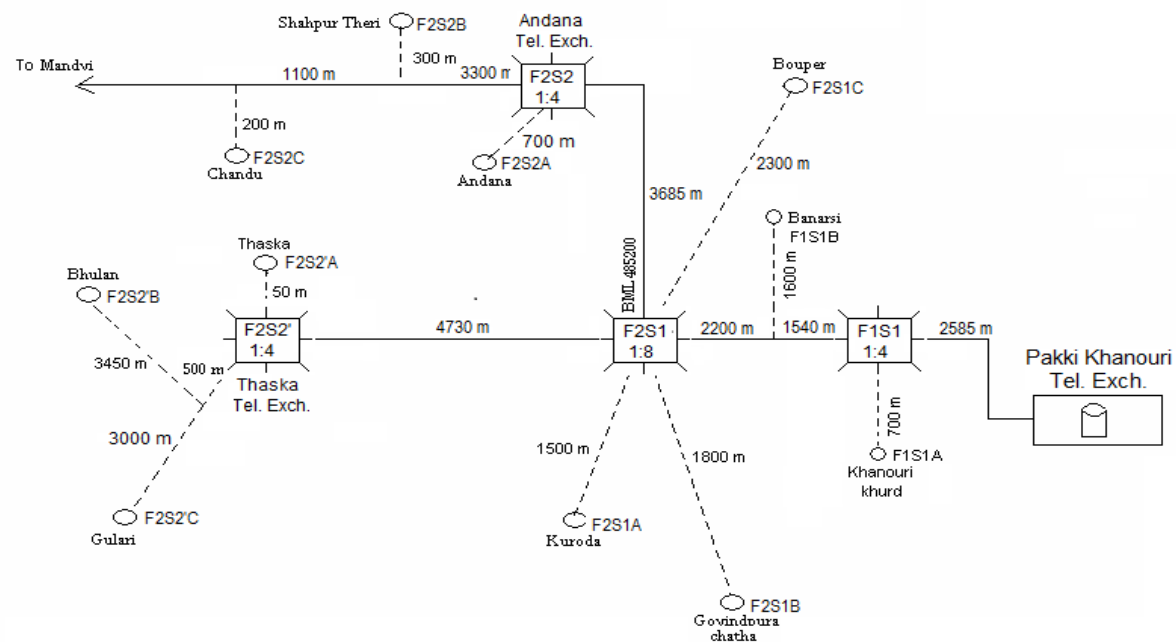 Shahpur Theri
F2S2B
Andana
Tel. Exch.
To Mandvi
1100 m
300 m
3300 m
F2S2
1:4
Bouper
F2S1C
200 m
F2S2C
Chandu
700 m
F2S2A
Andana
2300 m
3685 m
BML 485200
Banarsi
F1S1B
1600 m
Thaska
F2S2'A
50 m
Bhulan
F2S2'B
3450 m
500 m
F2S2'
1:4
Thaska
Tel. Exch.
4730 m
F2S1
1:8
2200 m
1540 m
F1S1
1:4
2585 m
Pakki Khanouri
Tel. Exch.
3000 m
F2S2'C
Gulari
1500 m
F2S1A
Kuroda
1800 m
F2S1B
Govindpura
chatha
700 m
F1S1A
Khanouri
khurd